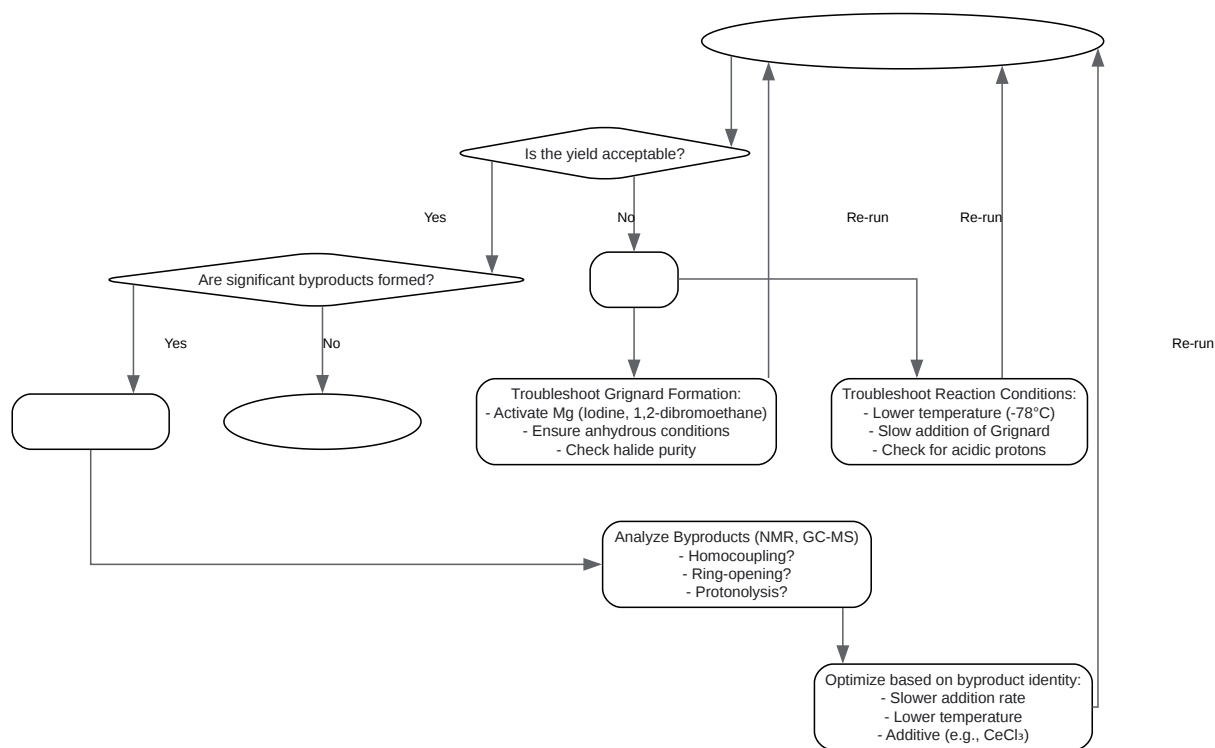 Is the yield acceptable?
Yes
No
Re-run
Re-run
Are significant byproducts formed?
Yes
No
Re-run
Troubleshoot Grignard Formation:
- Activate Mg (Iodine, 1,2-dibromoethane)
- Ensure anhydrous conditions
- Check halide purity
Troubleshoot Reaction Conditions:
- Lower temperature (-78°C)
- Slow addition of Grignard
- Check for acidic protons
Analyze Byproducts (NMR, GC-MS)
- Homocoupling?
- Ring-opening?
- Protonolysis?
Optimize based on byproduct identity:
- Slower addition rate
- Lower temperature
- Additive (e.g., CeCl₃)